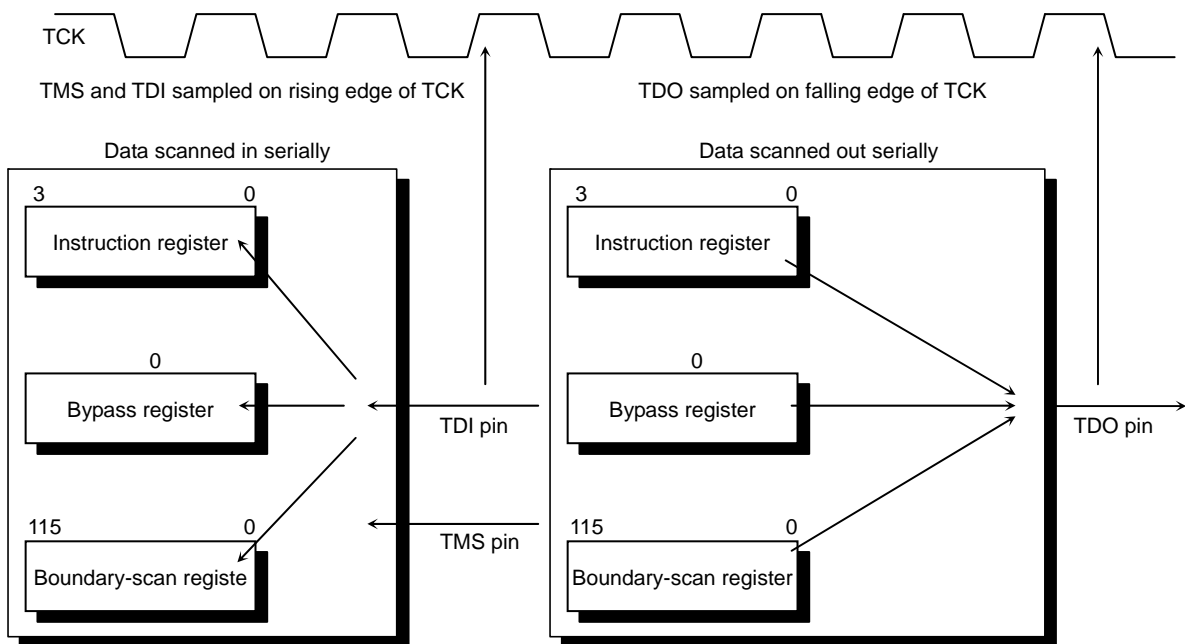 TCK
TMS and TDI sampled on rising edge of TCK
TDO sampled on falling edge of TCK
Data scanned in serially
3 0
Instruction register
0
Bypass register
115 0
Boundary-scan registe
TDI pin
TMS pin
Data scanned out serially
3 0
Instruction register
0
Bypass register
115 0
Boundary-scan register
TDO pin